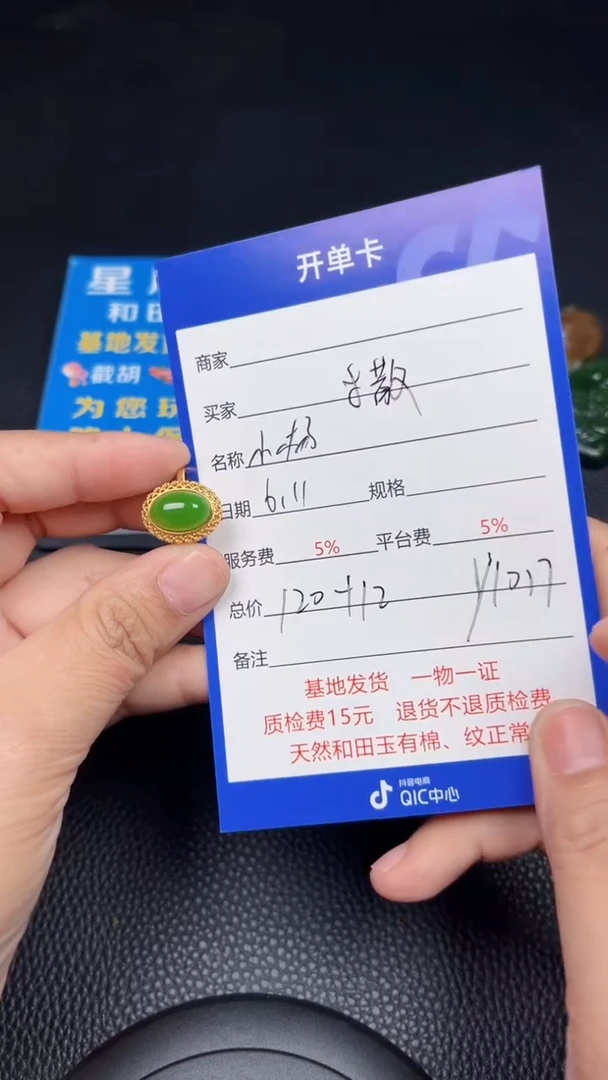 开单卡
商家
买家 散
名称 小杨
日期 6.11 规格
服务费 5% 平台费 5%
总价 120+12
备注
基地发货 一物一证
质检费15元 退货不退质检费
天然和田玉有棉、纹正常
抖音电商
QIC中心
星
和田
基地发
截胡
为您